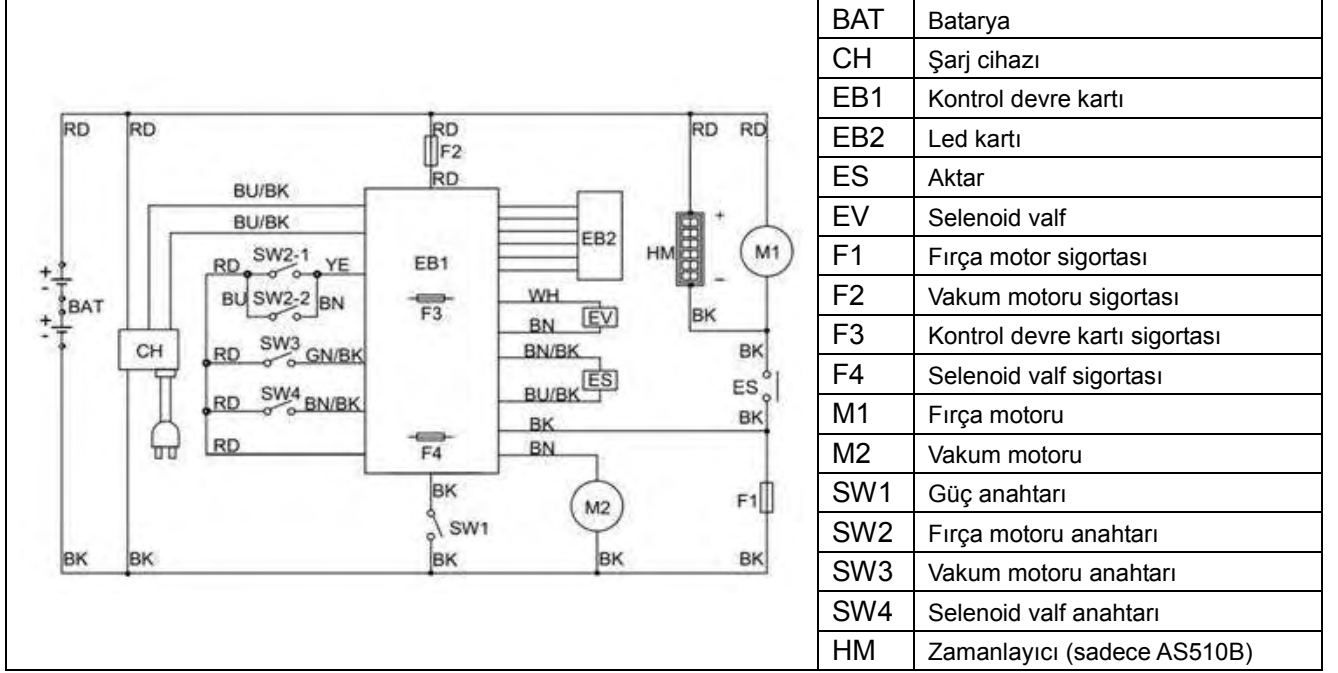 RD RD RD RD RD
F2
RD
BU/BK
BU/BK
SW2-1
RD YE
BU SW2-2 BN
SW3
RD GN/BK
SW4
RD BN/BK
RD
+
-
BAT
+
-
CH
EB1
F3
F4
EB2
WH
EV
BN
BN/BK
ES
BU/BK
BK
BN
HM
+
–
M1
BK
BK
ES
BK
F1
M2
BK
SW1
BK BK BK BK BK
BAT Batarya
CH Şarj cihazı
EB1 Kontrol devre kartı
EB2 Led kartı
ES Aktar
EV Selenoid valf
F1 Fırça motor sigortası
F2 Vakum motoru sigortası
F3 Kontrol devre kartı sigortası
F4 Selenoid valf sigortası
M1 Fırça motoru
M2 Vakum motoru
SW1 Güç anahtarı
SW2 Fırça motoru anahtarı
SW3 Vakum motoru anahtarı
SW4 Selenoid valf anahtarı
HM Zamanlayıcı (sadece AS510B)